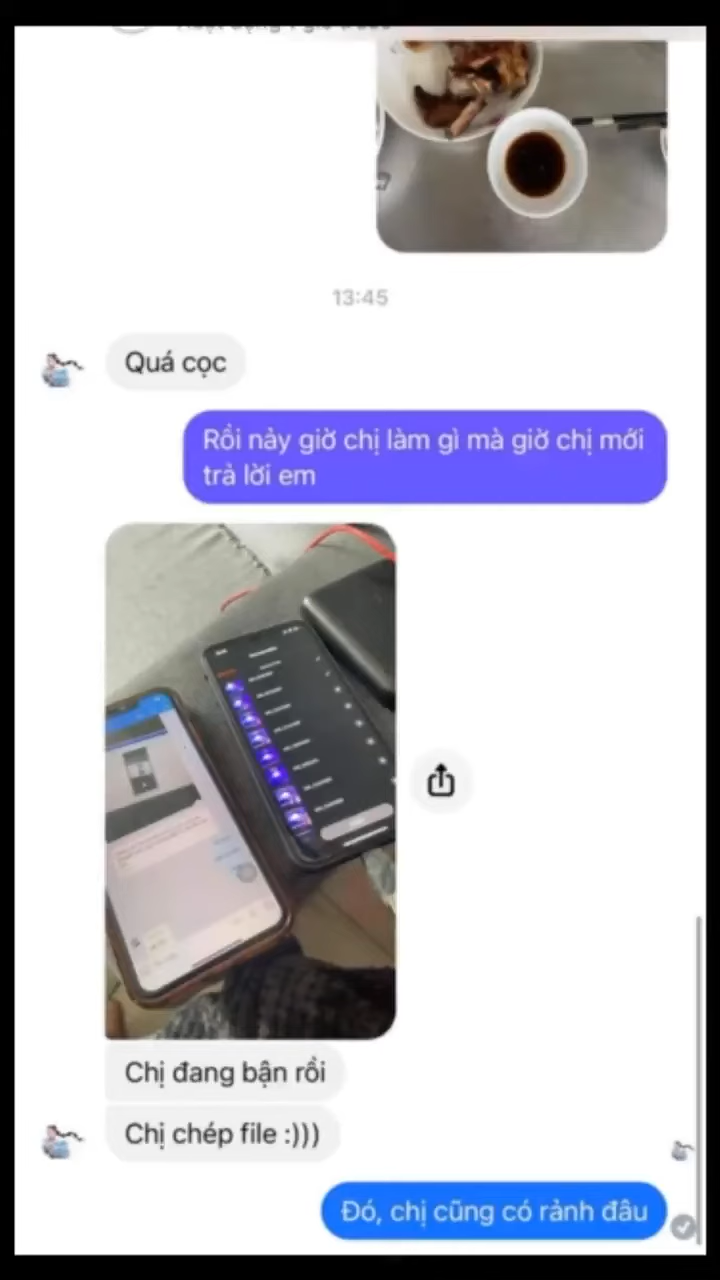 13:45
Quá cọc
Rồi nảy giờ chị làm gì mà giờ chị mới
trả lời em
Chị đang bận rồi
Chị chép file :)))
Đó, chị cũng có rảnh đâu